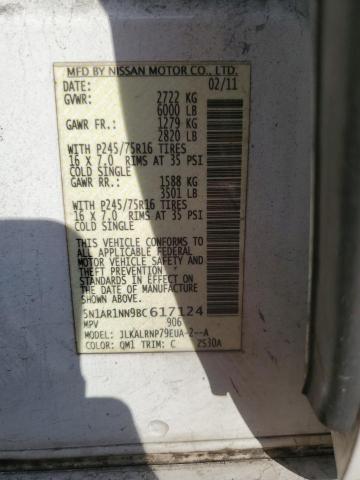 MFD BY NISSAN MOTOR CO., LTD.
DATE: 02/11
GVWR: 2722 KG
6000 LB
GAWR FR.: 1279 KG
2820 LB
WITH P245/75R16 TIRES
16 X 7.0 RIMS AT 35 PSI
COLD SINGLE
GAWR RR.: 1588 KG
3501 LB
WITH P245/75R16 TIRES
16 X 7.0 RIMS AT 35 PSI
COLD SINGLE
THIS VEHICLE CONFORMS TO
ALL APPLICABLE FEDERAL
MOTOR VEHICLE SAFETY
AND THEFT PREVENTION
STANDARDS IN EFFECT ON
THE DATE OF MANUFACTURE
SHOWN ABOVE.
5N1AR1NN9BC617124
MPV 906
MODEL: JLKALRNP79EUA-2--A
COLOR: QM1 TRIM: C 2S30A